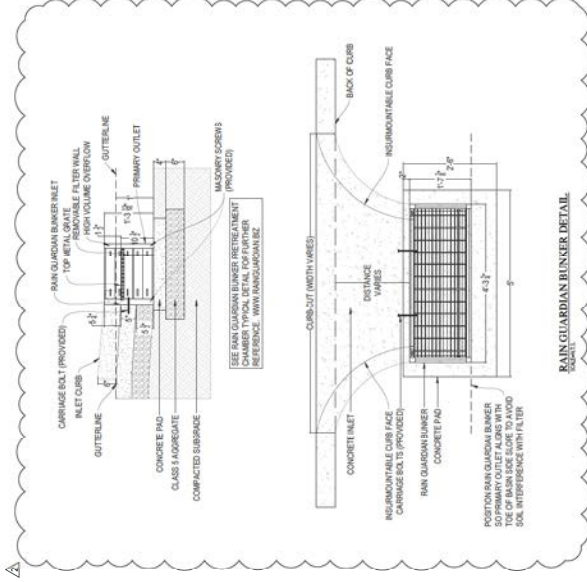 2
CARRIAGE BOLT (PROVIDED)
INLET CURB
GUTTERLINE
RAIN GUARDIAN BUNKER INLET
TOP METAL GRATE
REMOVABLE FILTER WALL
HIGH VOLUME OVERFLOW
GUTTERLINE
PRIMARY OUTLET
MASONRY SCREWS
(PROVIDED)
CONCRETE PAD
CLASS 5 AGGREGATE
COMPACTED SUBGRADE
SEE RAIN GUARDIAN BUNKER PRETREATMENT
CHAMBER TYPICAL DETAIL FOR FURTHER
REFERENCE. WWW.RAINGUARDIAN.BIZ
CURB-CUT (WIDTH VARIES)
BACK OF CURB
INSURMOUNTABLE CURB FACE
CONCRETE INLET
DISTANCE
VARIES
INSURMOUNTABLE CURB FACE
CARRIAGE BOLTS (PROVIDED)
RAIN GUARDIAN BUNKER
CONCRETE PAD
2'-6"
5'
POSITION RAIN GUARDIAN BUNKER
SO PRIMARY OUTLET ALIGNS WITH
TOE OF BASIN SIDE SLOPE TO AVOID
SOIL INTERFERENCE WITH FILTER
RAIN GUARDIAN BUNKER DETAIL